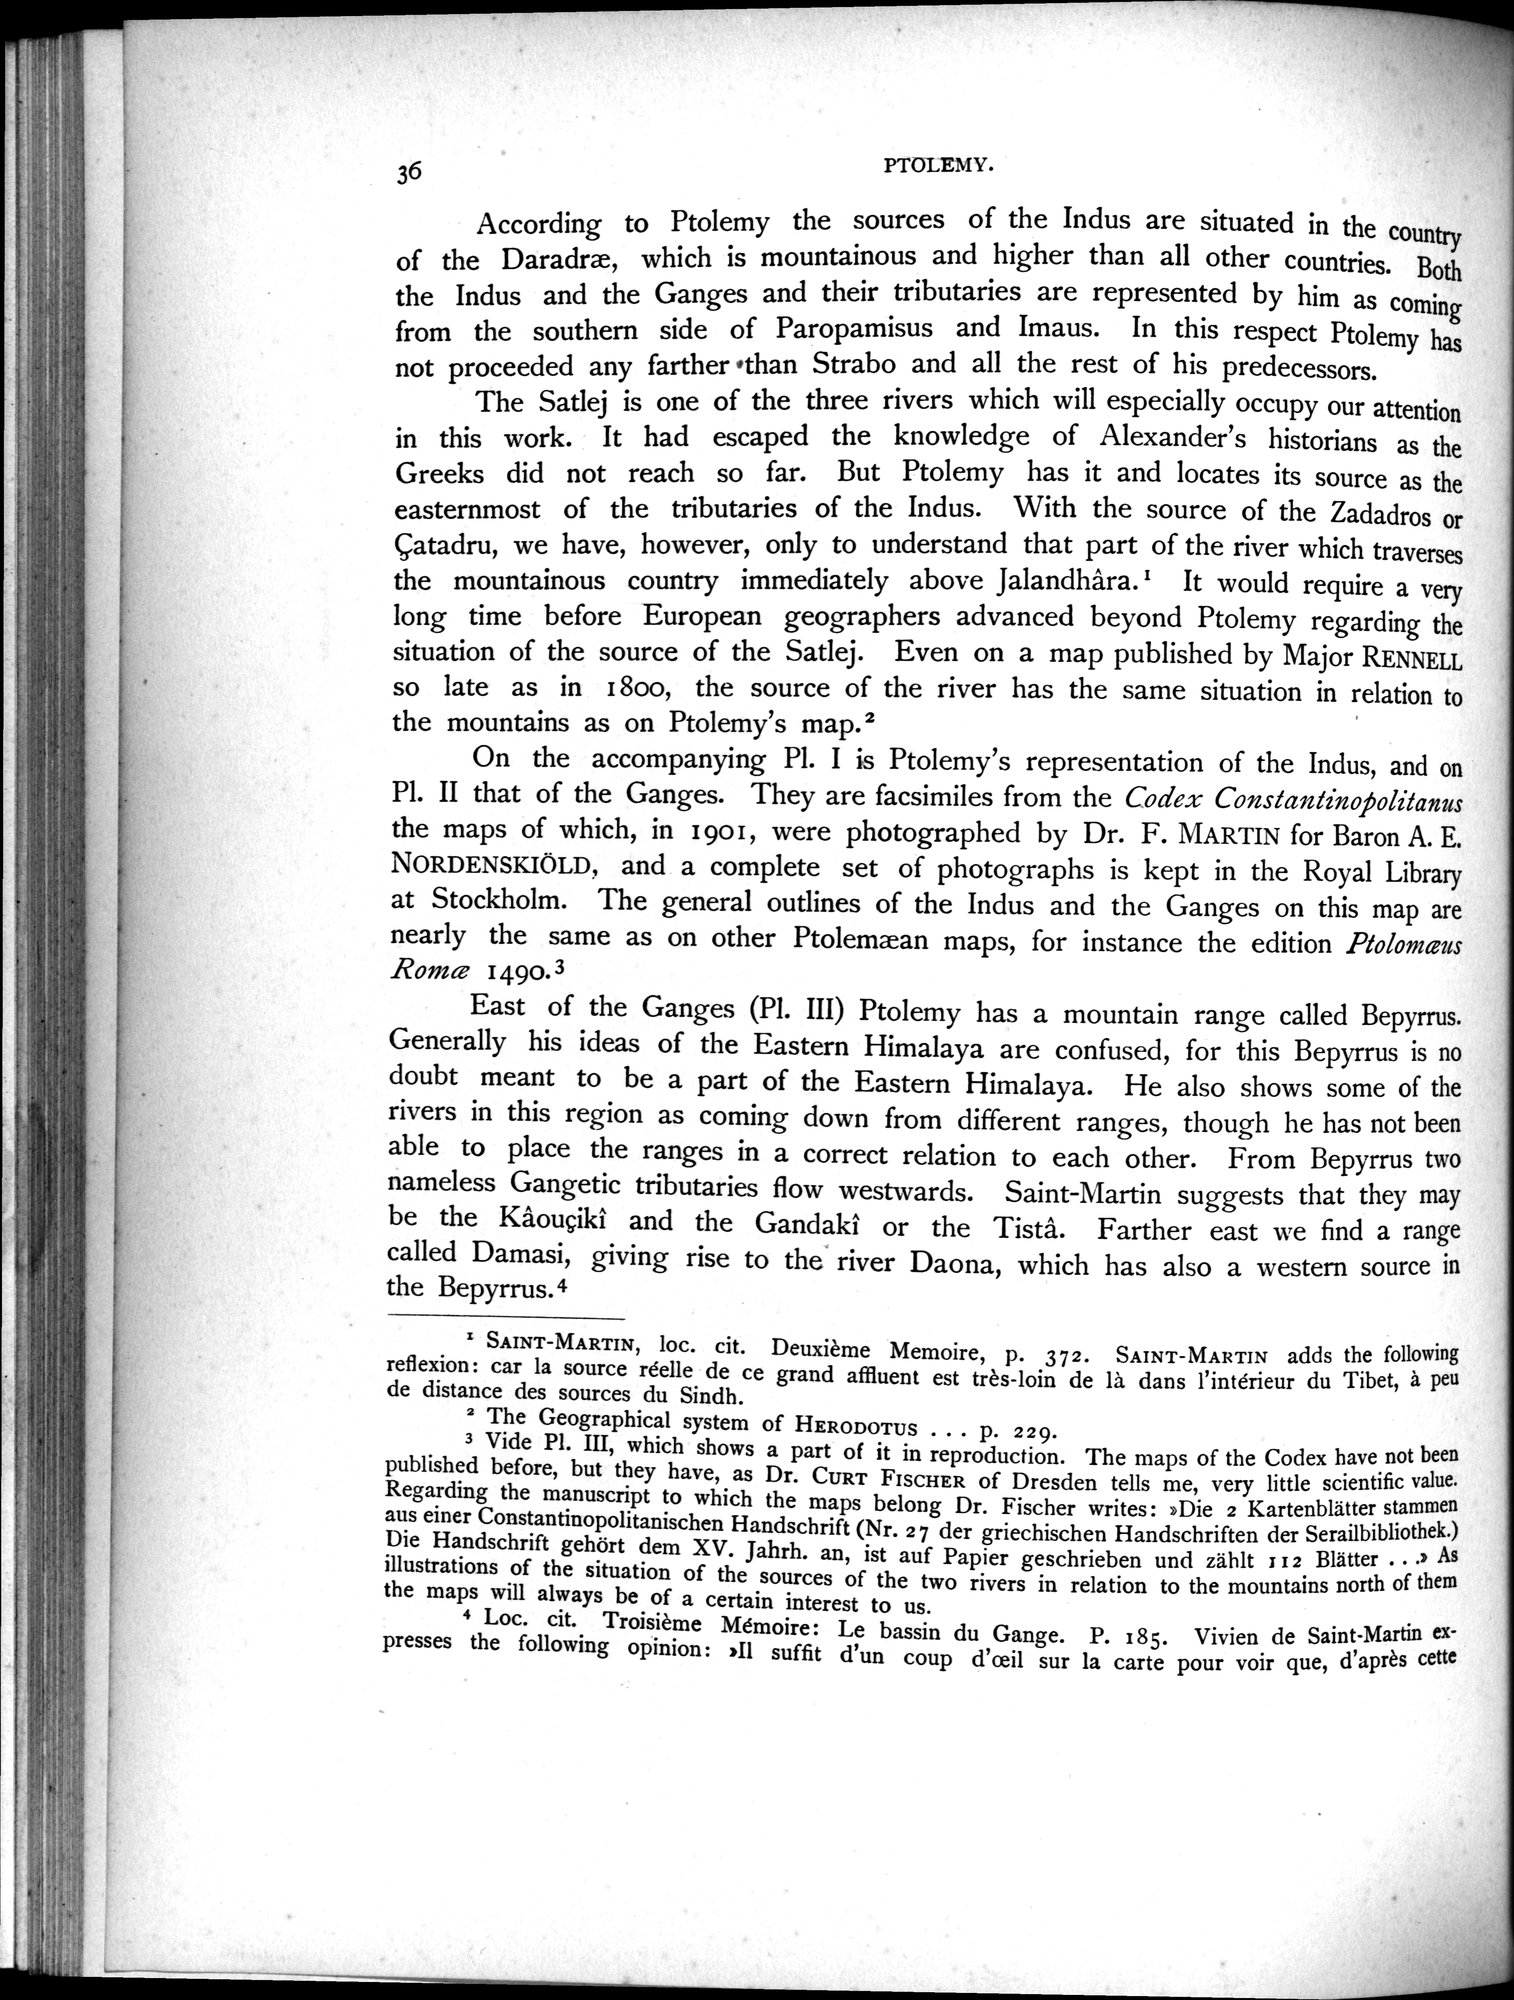 36
PTOLEMY.
According to Ptolemy the sources of the Indus are situated in the country
of the Daradræ, which is mountainous and higher than all other countries. Both
the Indus and the Ganges and their tributaries are represented by him as coming
from the southern side of Paropamisus and Imaus. In this respect Ptolemy has
not proceeded any farther than Strabo and all the rest of his predecessors.
The Satlej is one of the three rivers which will especially occupy our attention
in this work. It had escaped the knowledge of Alexander's historians as the
Greeks did not reach so far. But Ptolemy has it and locates its source as the
easternmost of the tributaries of the Indus. With the source of the Zadadros or
Çatadru, we have, however, only to understand that part of the river which traverses
the mountainous country immediately above Jalandhâra.¹ It would require a very
long time before European geographers advanced beyond Ptolemy regarding the
situation of the source of the Satlej. Even on a map published by Major RENNELL
so late as in 1800, the source of the river has the same situation in relation to
the mountains as on Ptolemy's map.²
On the accompanying Pl. I is Ptolemy's representation of the Indus, and on
Pl. II that of the Ganges. They are facsimiles from the Codex Constantinopolitanus
the maps of which, in 1901, were photographed by Dr. F. MARTIN for Baron A. E.
NORDENSKIÖLD, and a complete set of photographs is kept in the Royal Library
at Stockholm. The general outlines of the Indus and the Ganges on this map are
nearly the same as on other Ptolemæan maps, for instance the edition Ptolomæus
Romæ 1490.³
East of the Ganges (Pl. III) Ptolemy has a mountain range called Bepyrrus.
Generally his ideas of the Eastern Himalaya are confused, for this Bepyrrus is no
doubt meant to be a part of the Eastern Himalaya. He also shows some of the
rivers in this region as coming down from different ranges, though he has not been
able to place the ranges in a correct relation to each other. From Bepyrrus two
nameless Gangetic tributaries flow westwards. Saint-Martin suggests that they may
be the Kâouçikî and the Gandakî or the Tistâ. Farther east we find a range
called Damasi, giving rise to the river Daona, which has also a western source in
the Bepyrrus.⁴
¹ SAINT-MARTIN, loc. cit. Deuxième Memoire, p. 372. SAINT-MARTIN adds the following
reflexion: car la source réelle de ce grand affluent est très-loin de là dans l'intérieur du Tibet, à peu
de distance des sources du Sindh.
² The Geographical system of HERODOTUS . . . p. 229.
³ Vide Pl. III, which shows a part of it in reproduction. The maps of the Codex have not been
published before, but they have, as Dr. CURT FISCHER of Dresden tells me, very little scientific value.
Regarding the manuscript to which the maps belong Dr. Fischer writes: »Die 2 Kartenblätter stammen
aus einer Constantinopolitanischen Handschrift (Nr. 27 der griechischen Handschriften der Serailbibliothek.)
Die Handschrift gehört dem XV. Jahrh. an, ist auf Papier geschrieben und zählt 112 Blätter . . .» As
illustrations of the situation of the sources of the two rivers in relation to the mountains north of them
the maps will always be of a certain interest to us.
⁴ Loc. cit. Troisième Mémoire: Le bassin du Gange. P. 185. Vivien de Saint-Martin ex-
presses the following opinion: »Il suffit d'un coup d'œil sur la carte pour voir que, d'après cette